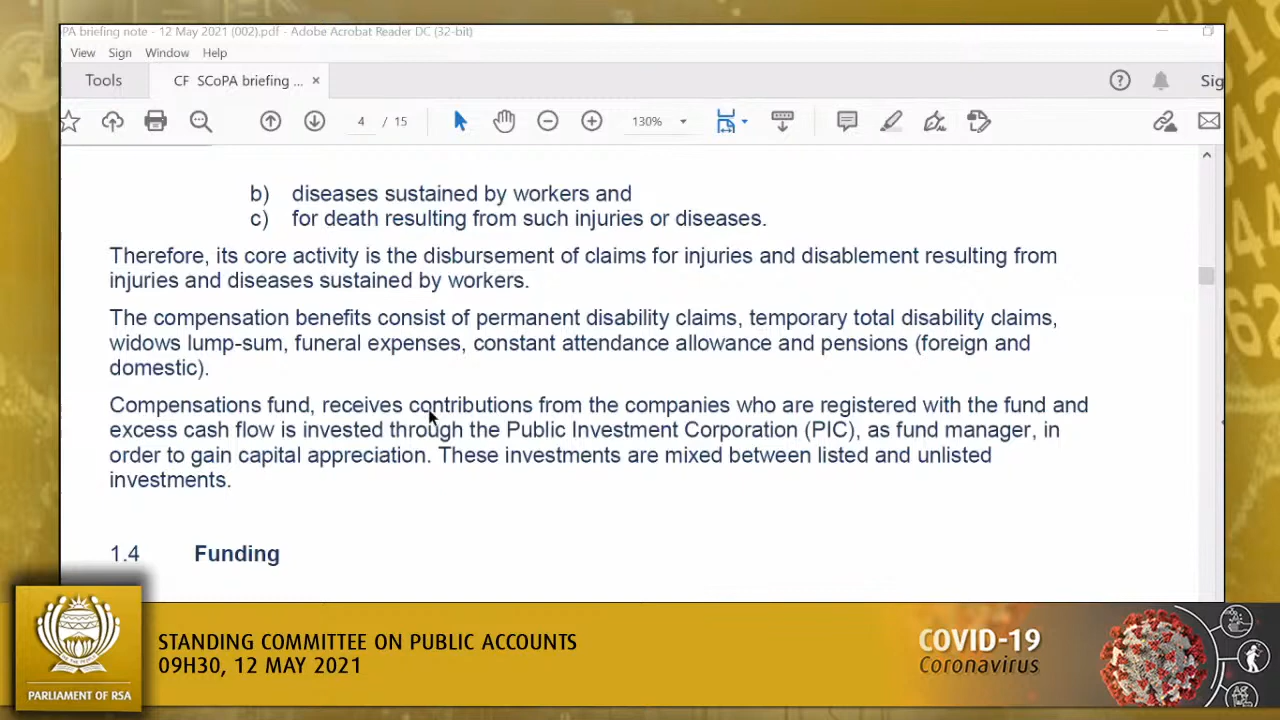 PA briefing note - 12 May 2021 (002).pdf - Adobe Acrobat Reader DC (32-bit)
View Sign Window Help
Tools CF SCoPA briefing ... × Sig
4 / 15 130%
b) diseases sustained by workers and
c) for death resulting from such injuries or diseases.
Therefore, its core activity is the disbursement of claims for injuries and disablement resulting from
injuries and diseases sustained by workers.
The compensation benefits consist of permanent disability claims, temporary total disability claims,
widows lump-sum, funeral expenses, constant attendance allowance and pensions (foreign and
domestic).
Compensations fund, receives contributions from the companies who are registered with the fund and
excess cash flow is invested through the Public Investment Corporation (PIC), as fund manager, in
order to gain capital appreciation. These investments are mixed between listed and unlisted
investments.
1.4 Funding
STANDING COMMITTEE ON PUBLIC ACCOUNTS
09H30, 12 MAY 2021
PARLIAMENT OF RSA
COVID-19
Coronavirus